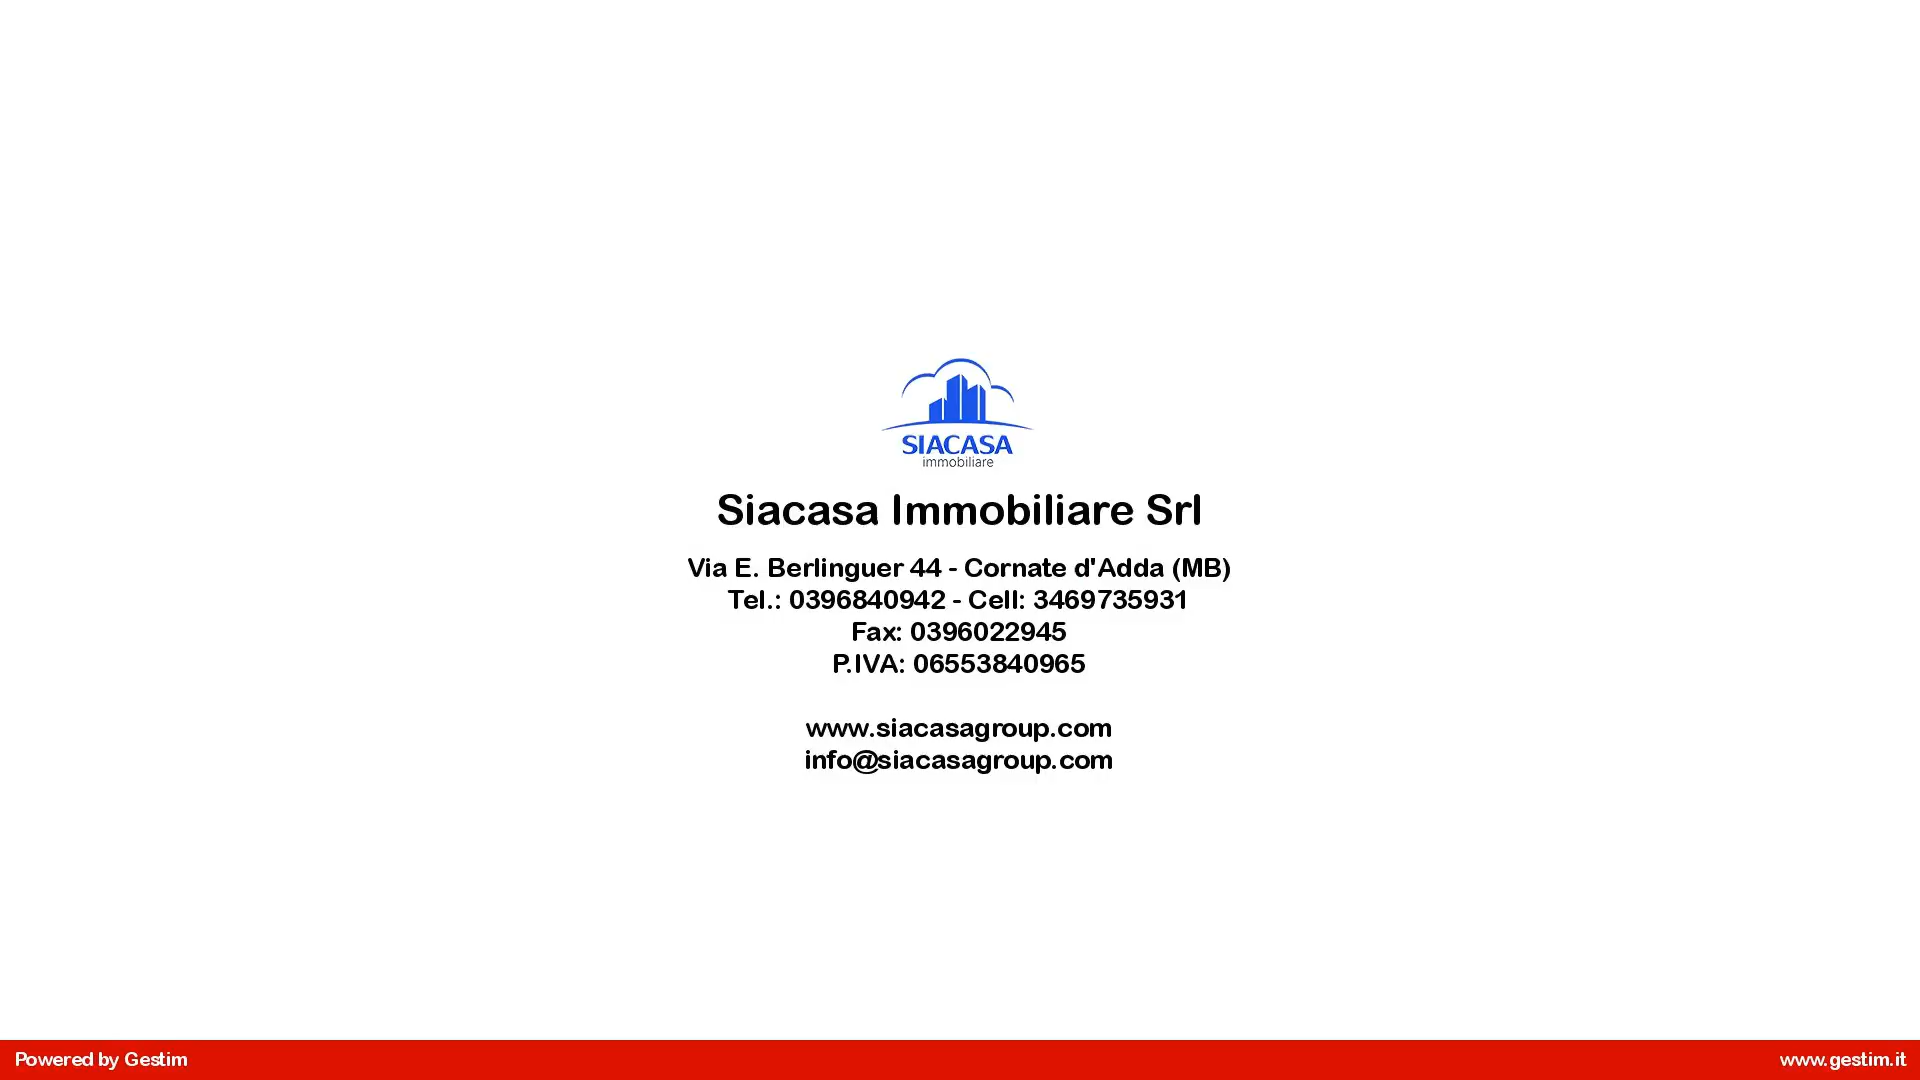 SIACASA
immobiliare
Siacasa Immobiliare Srl
Via E. Berlinguer 44 - Cornate d'Adda (MB)
Tel.: 0396840942 - Cell: 3469735931
Fax: 0396022945
P.IVA: 06553840965
www.siacasagroup.com
info@siacasagroup.com
Powered by Gestim
www.gestim.it